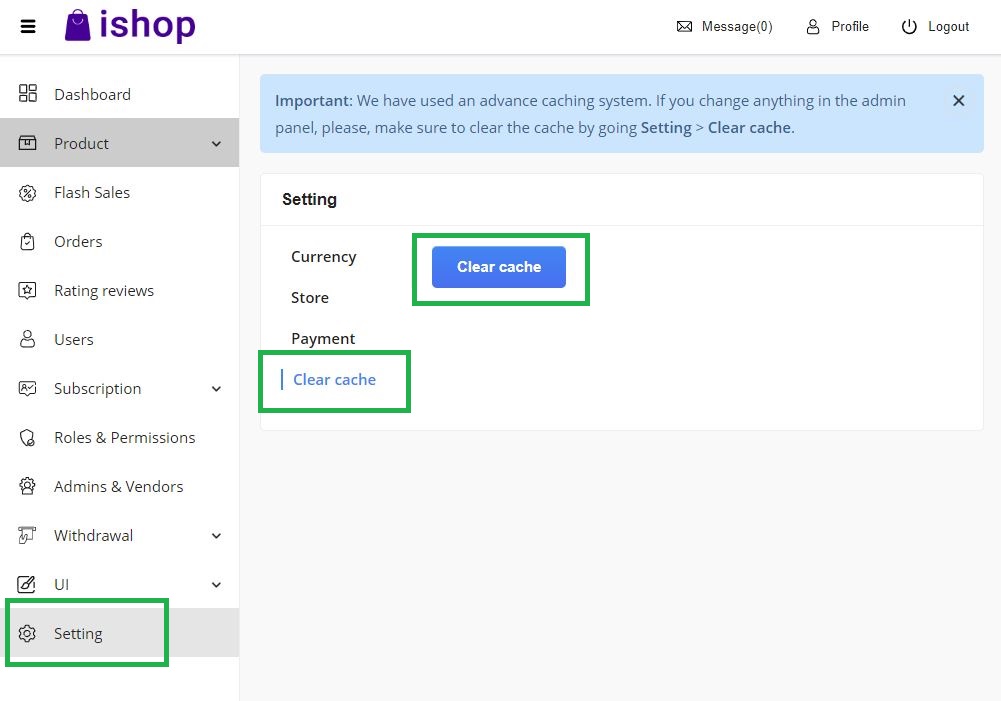 ishop
Message(0) Profile Logout
Dashboard
Product
Flash Sales
Orders
Rating reviews
Users
Subscription
Roles & Permissions
Admins & Vendors
Withdrawal
UI
Setting
Important: We have used an advance caching system. If you change anything in the admin
panel, please, make sure to clear the cache by going Setting > Clear cache.
Setting
Currency
Store
Payment
Clear cache
Clear cache